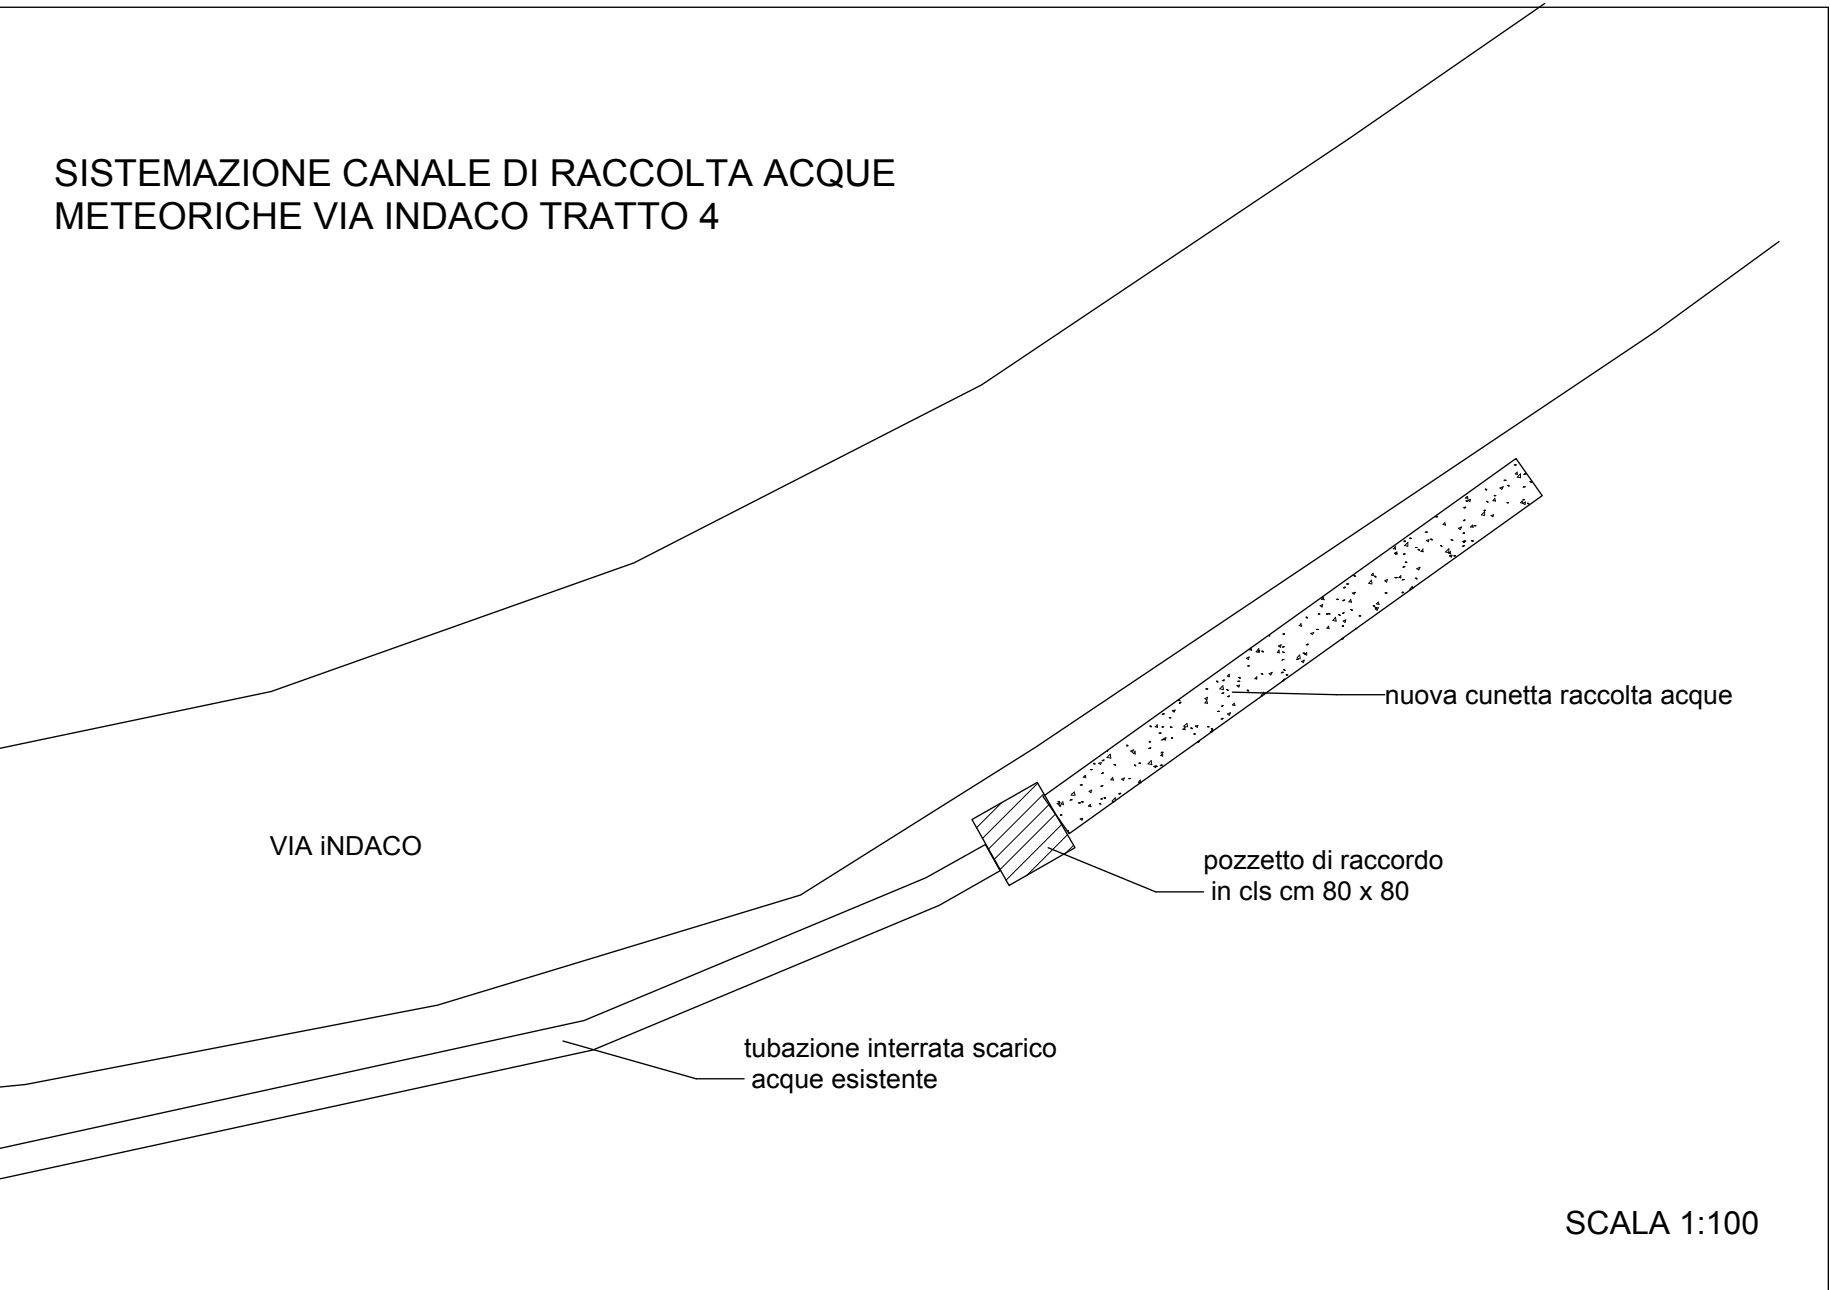 SISTEMAZIONE CANALE DI RACCOLTA ACQUE
METEORICHE VIA INDACO TRATTO 4
nuova cunetta raccolta acque
VIA iNDACO
pozzetto di raccordo
in cls cm 80 x 80
tubazione interrata scarico
acque esistente
SCALA 1:100